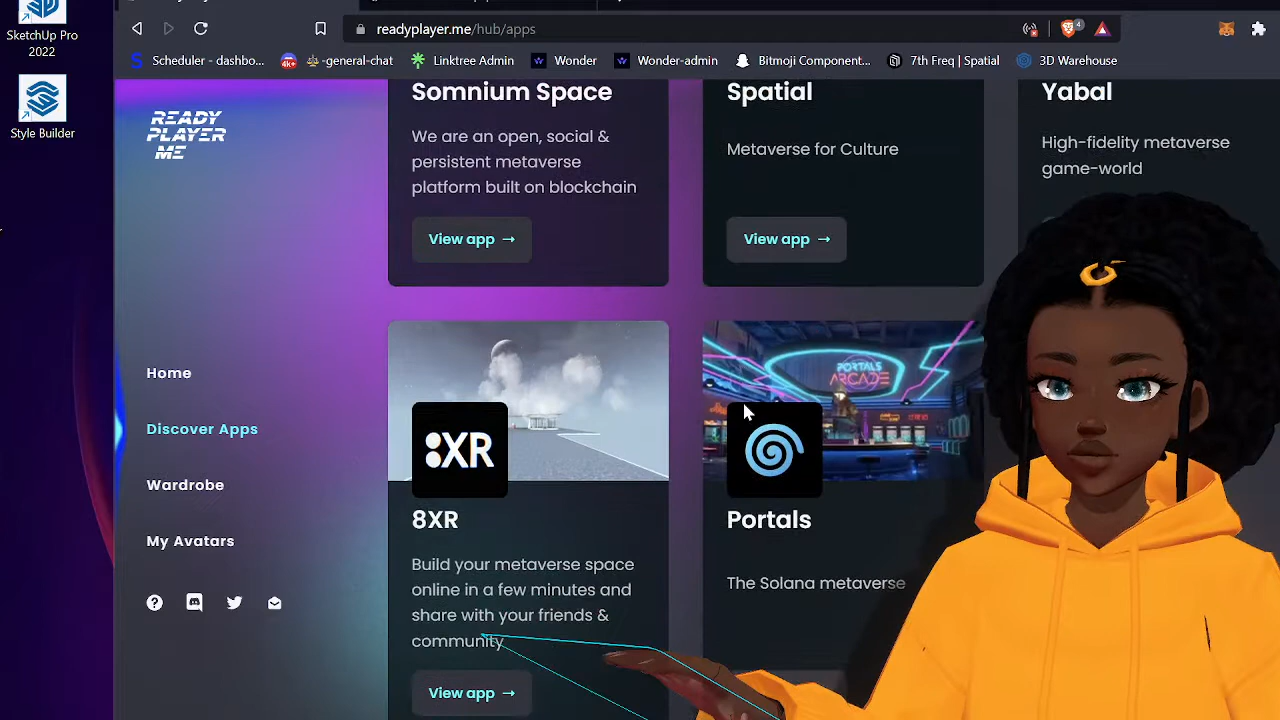 SketchUp Pro
2022
Style Builder
readyplayer.me/hub/apps
4
Scheduler - dashbo...
4k+
-general-chat
Linktree Admin
Wonder
Wonder-admin
Bitmoji Component...
7th Freq | Spatial
3D Warehouse
READY
PLAYER
ME
Home
Discover Apps
Wardrobe
My Avatars
Somnium Space
We are an open, social &
persistent metaverse
platform built on blockchain
View app →
Spatial
Metaverse for Culture
View app →
Yabal
High-fidelity metaverse
game-world
8XR
8XR
Build your metaverse space
online in a few minutes and
share with your friends &
community
View app →
PORTALS
ARCADE
Portals
The Solana metaverse